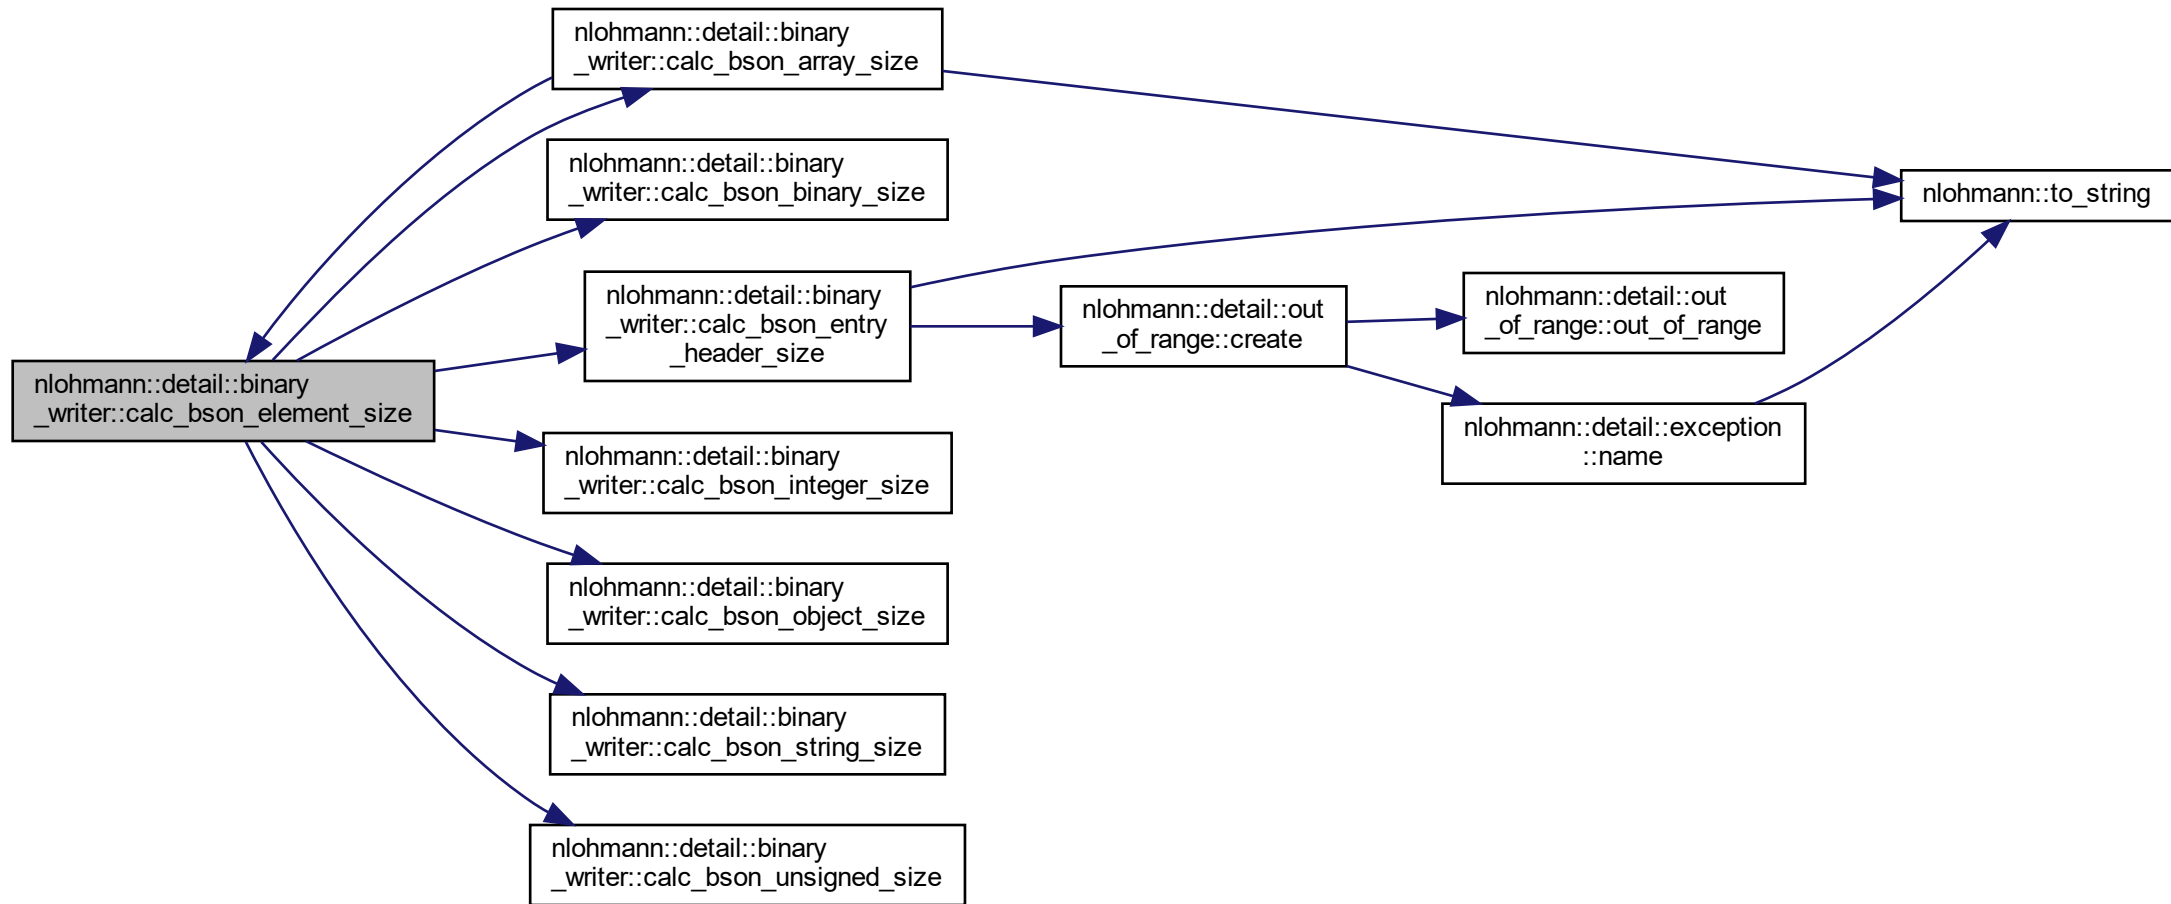 nlohmann::detail::binary
_writer::calc_bson_array_size
nlohmann::detail::binary
_writer::calc_bson_binary_size
nlohmann::to_string
nlohmann::detail::binary
_writer::calc_bson_entry
_header_size
nlohmann::detail::out
_of_range::create
nlohmann::detail::out
_of_range::out_of_range
nlohmann::detail::binary
_writer::calc_bson_element_size
nlohmann::detail::exception
::name
nlohmann::detail::binary
_writer::calc_bson_integer_size
nlohmann::detail::binary
_writer::calc_bson_object_size
nlohmann::detail::binary
_writer::calc_bson_string_size
nlohmann::detail::binary
_writer::calc_bson_unsigned_size